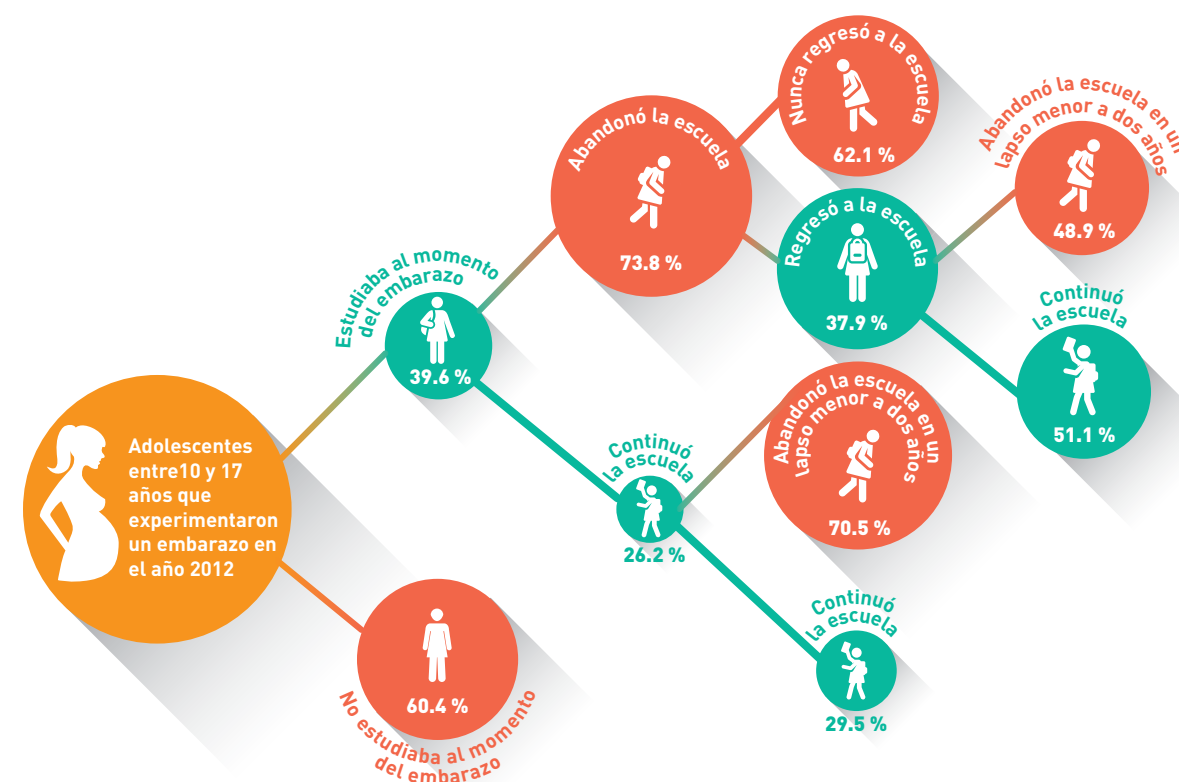 Adolescentes
entre10 y 17
años que
experimentaron
un embarazo en
el año 2012
Estudiaba al momento
del embarazo
39.6 %
No estudiaba al momento
del embarazo
60.4 %
Abandonó la escuela
73.8 %
Continuó
la escuela
26.2 %
Nunca regresó a la escuela
62.1 %
Regresó a la escuela
37.9 %
Abandonó la escuela en un
lapso menor a dos años
48.9 %
Continuó
la escuela
51.1 %
Abandonó la escuela en un
lapso menor a dos años
70.5 %
Continuó
la escuela
29.5 %